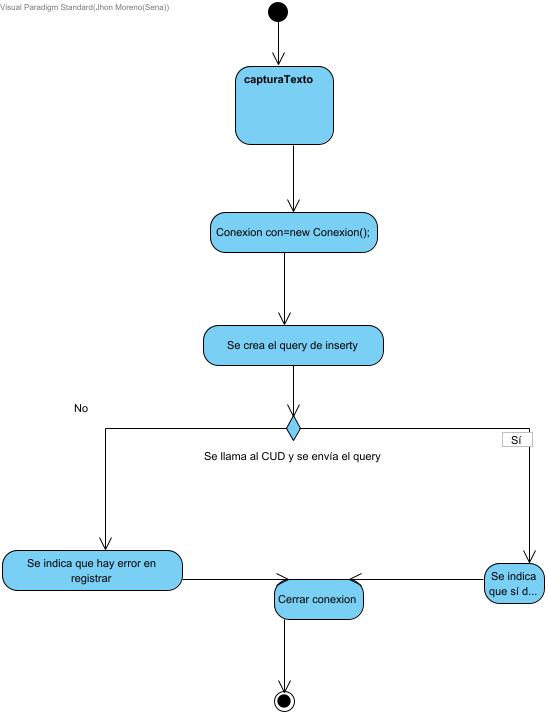 Visual Paradigm Standard(Jhon Moreno(Sena))
capturaTexto
Conexion con=new Conexion();
Se crea el query de inserty
No
Sí
Se llama al CUD y se envía el query
Se indica que hay error en
registrar
Se indica
que sí d...
Cerrar conexion